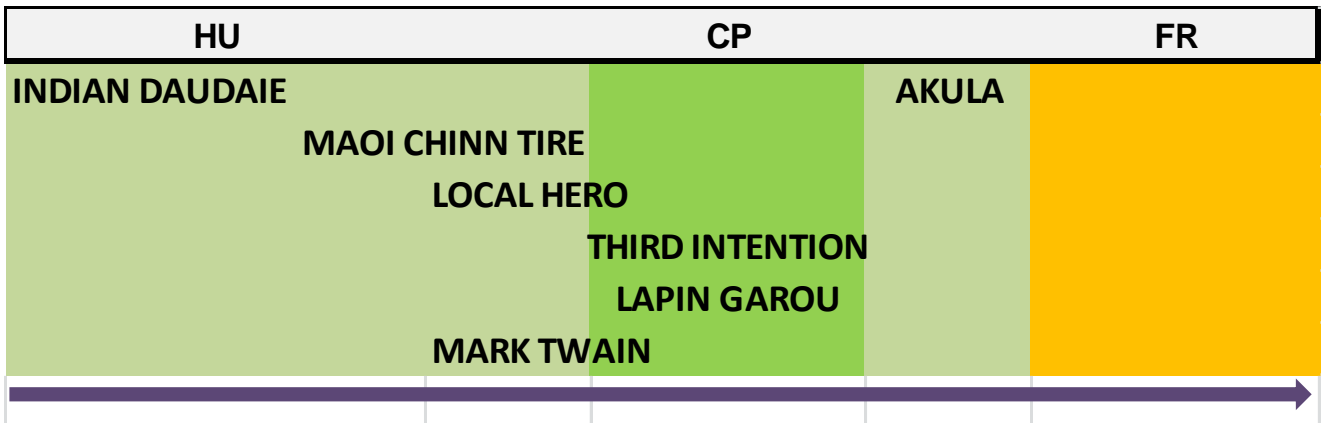 HU CP FR
INDIAN DAUDAIE AKULA
MAOI CHINN TIRE
LOCAL HERO
THIRD INTENTION
LAPIN GAROU
MARK TWAIN